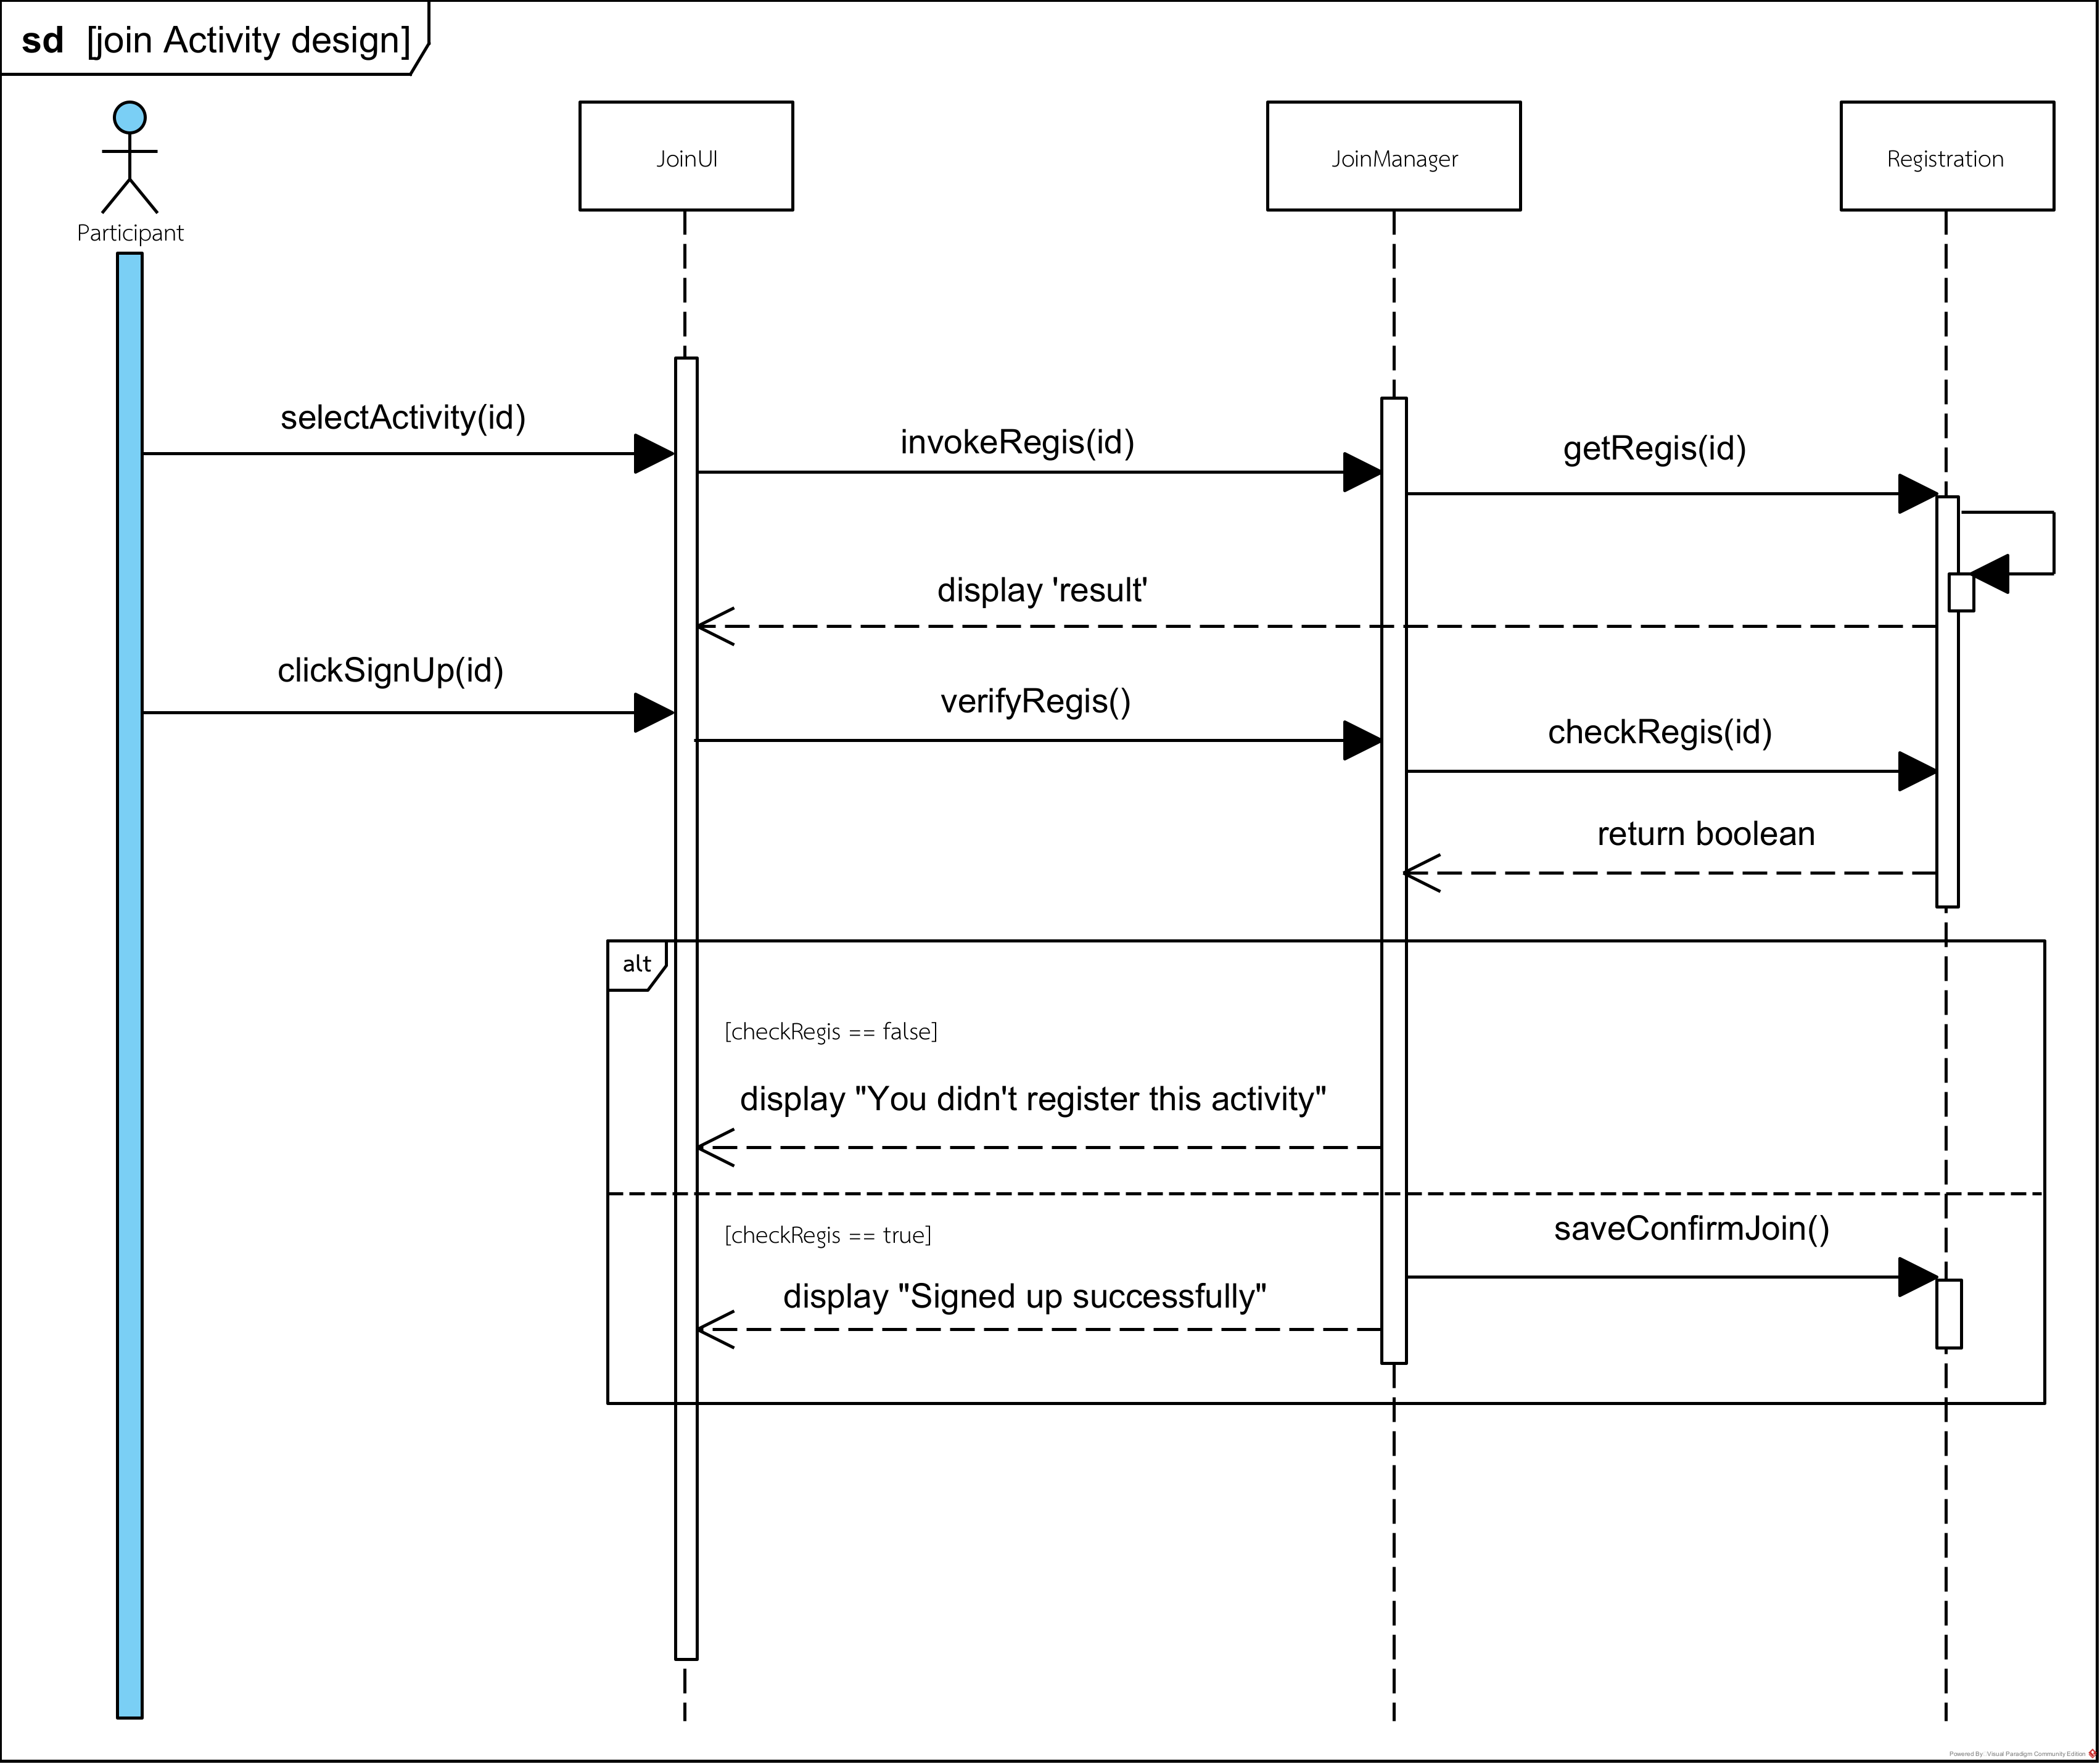 sd [join Activity design]
Participant
JoinUI
JoinManager
Registration
selectActivity(id)
invokeRegis(id)
getRegis(id)
display 'result'
clickSignUp(id)
verifyRegis()
checkRegis(id)
return boolean
alt
[checkRegis == false]
display "You didn't register this activity"
[checkRegis == true]
saveConfirmJoin()
display "Signed up successfully"
Powered By: Visual Paradigm Community Edition